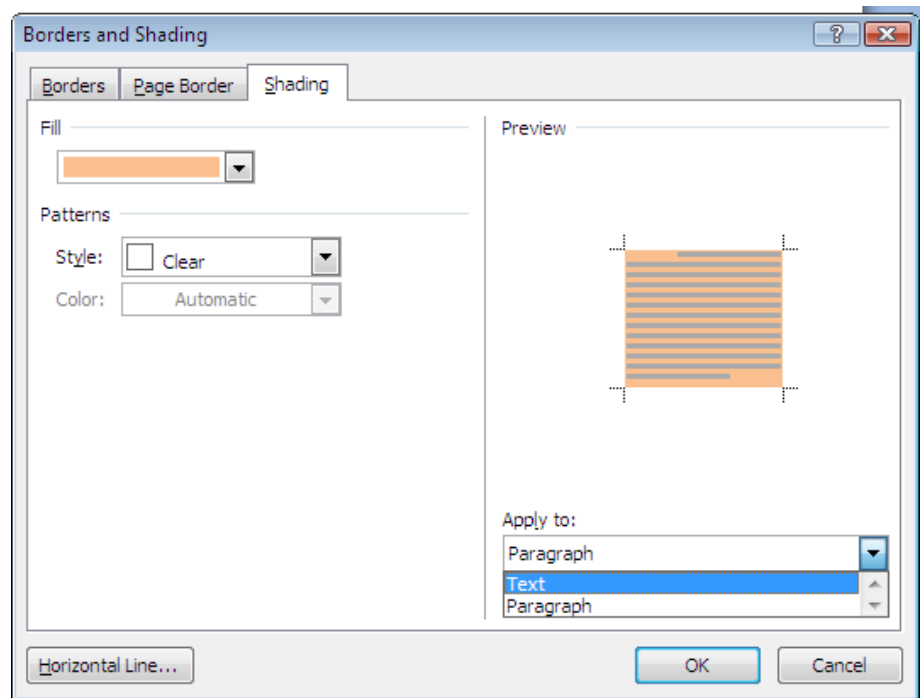 Borders and Shading
Borders Page Border Shading
Fill
Patterns
Style: Clear
Color: Automatic
Preview
Apply to:
Paragraph
Text
Paragraph
Horizontal Line... OK Cancel